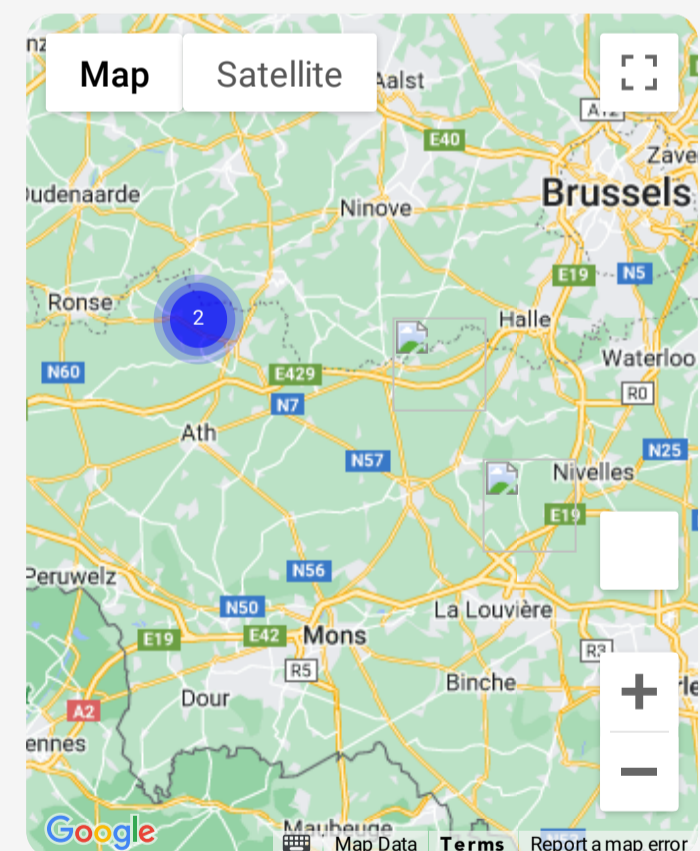 Map
Satellite
Aalst
E40
Zave
Oudenaarde
Ninove
Brussels
E19
N5
Ronse
2
Halle
Waterloo
N60
E429
R0
N7
Ath
N57
N25
Nivelles
E19
N56
Peruwelz
N50
La Louvière
E19
E42
Mons
R5
R3
Binche
Dour
A2
ennes
Google
Maubeuge
Map Data
Terms
Report a map error